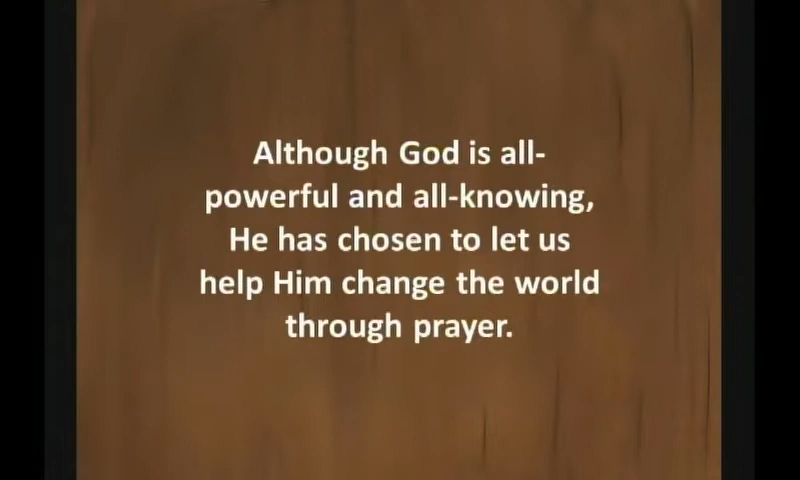 Although God is all-
powerful and all-knowing,
He has chosen to let us
help Him change the world
through prayer.